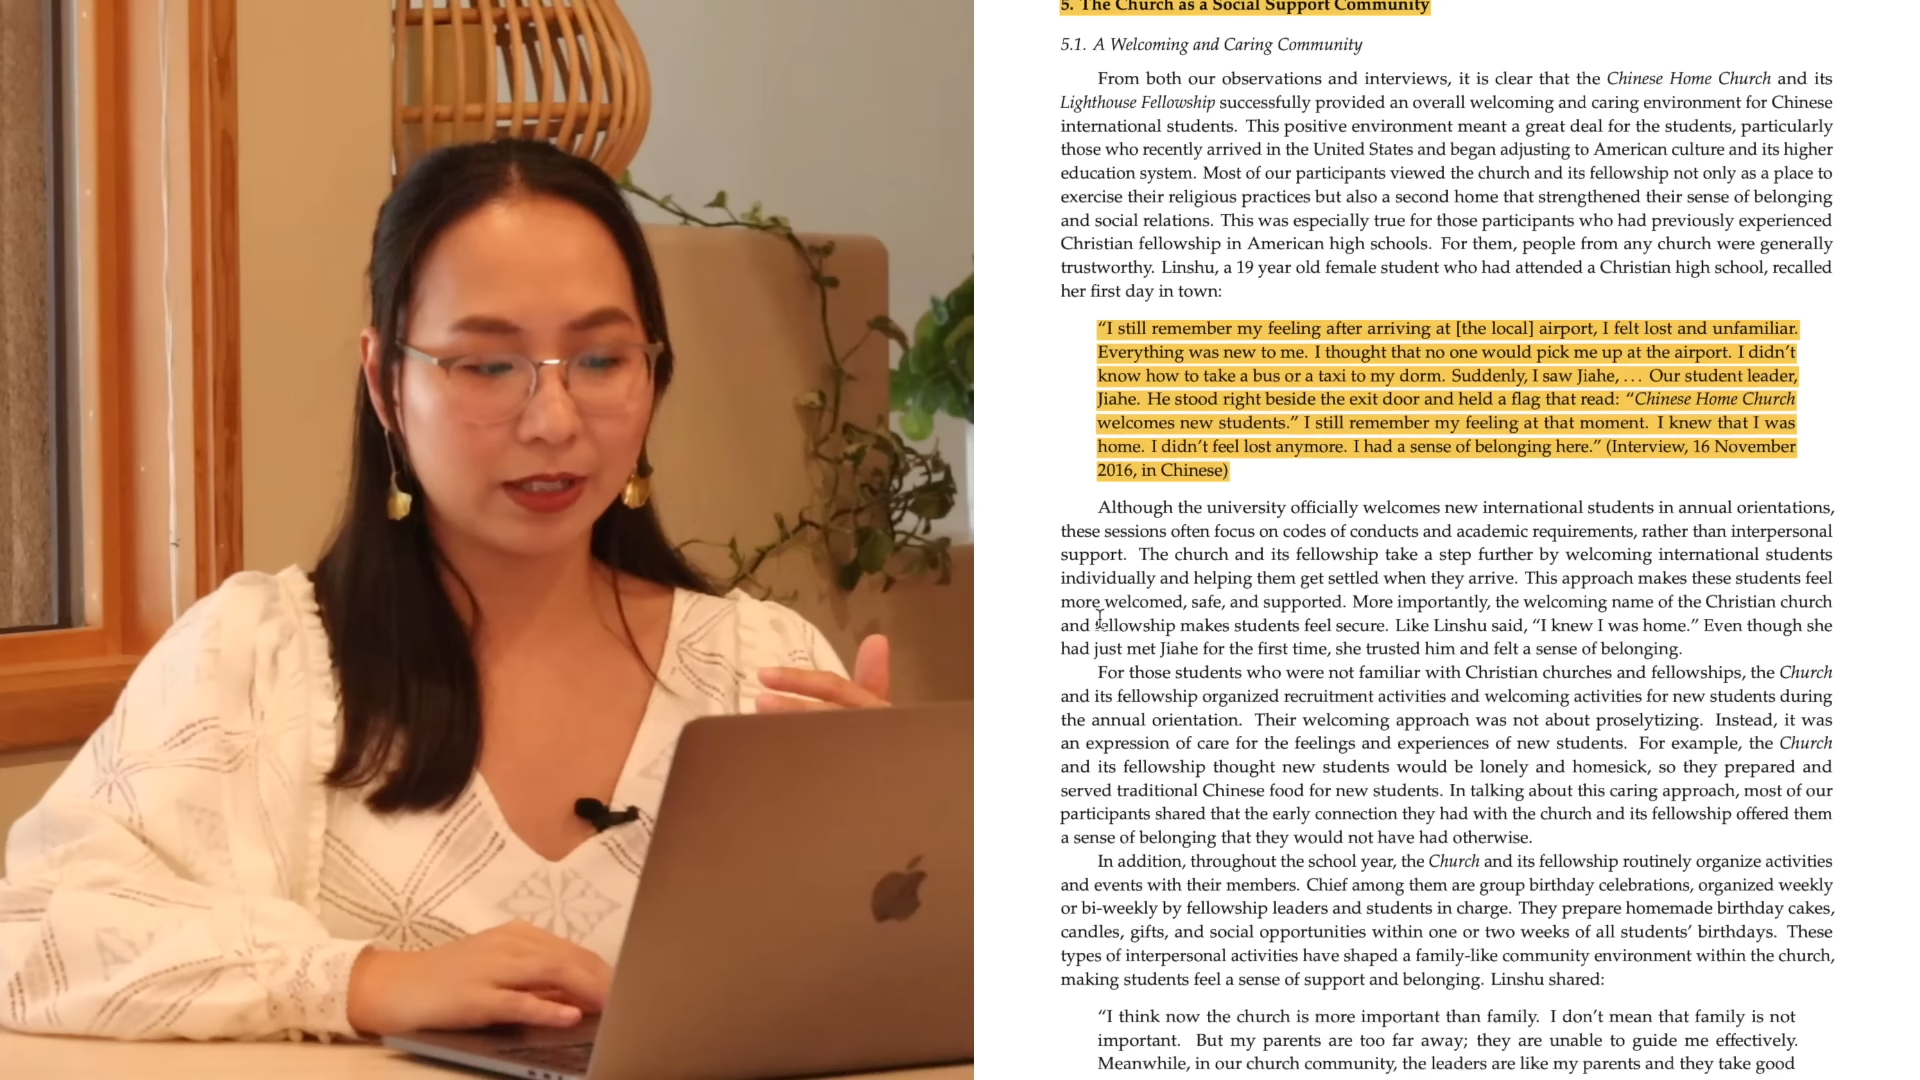 5. The Church as a Social Support Community
5.1. A Welcoming and Caring Community
From both our observations and interviews, it is clear that the Chinese Home Church and its
Lighthouse Fellowship successfully provided an overall welcoming and caring environment for Chinese
international students. This positive environment meant a great deal for the students, particularly
those who recently arrived in the United States and began adjusting to American culture and its higher
education system. Most of our participants viewed the church and its fellowship not only as a place to
exercise their religious practices but also a second home that strengthened their sense of belonging
and social relations. This was especially true for those participants who had previously experienced
Christian fellowship in American high schools. For them, people from any church were generally
trustworthy. Linshu, a 19 year old female student who had attended a Christian high school, recalled
her first day in town:
“I still remember my feeling after arriving at [the local] airport, I felt lost and unfamiliar.
Everything was new to me. I thought that no one would pick me up at the airport. I didn’t
know how to take a bus or a taxi to my dorm. Suddenly, I saw Jiahe, . . . Our student leader,
Jiahe. He stood right beside the exit door and held a flag that read: “Chinese Home Church
welcomes new students.” I still remember my feeling at that moment. I knew that I was
home. I didn’t feel lost anymore. I had a sense of belonging here.” (Interview, 16 November
2016, in Chinese)
Although the university officially welcomes new international students in annual orientations,
these sessions often focus on codes of conducts and academic requirements, rather than interpersonal
support. The church and its fellowship take a step further by welcoming international students
individually and helping them get settled when they arrive. This approach makes these students feel
more welcomed, safe, and supported. More importantly, the welcoming name of the Christian church
and fellowship makes students feel secure. Like Linshu said, “I knew I was home.” Even though she
had just met Jiahe for the first time, she trusted him and felt a sense of belonging.
For those students who were not familiar with Christian churches and fellowships, the Church
and its fellowship organized recruitment activities and welcoming activities for new students during
the annual orientation. Their welcoming approach was not about proselytizing. Instead, it was
an expression of care for the feelings and experiences of new students. For example, the Church
and its fellowship thought new students would be lonely and homesick, so they prepared and
served traditional Chinese food for new students. In talking about this caring approach, most of our
participants shared that the early connection they had with the church and its fellowship offered them
a sense of belonging that they would not have had otherwise.
In addition, throughout the school year, the Church and its fellowship routinely organize activities
and events with their members. Chief among them are group birthday celebrations, organized weekly
or bi-weekly by fellowship leaders and students in charge. They prepare homemade birthday cakes,
candles, gifts, and social opportunities within one or two weeks of all students’ birthdays. These
types of interpersonal activities have shaped a family-like community environment within the church,
making students feel a sense of support and belonging. Linshu shared:
“I think now the church is more important than family. I don’t mean that family is not
important. But my parents are too far away; they are unable to guide me effectively.
Meanwhile, in our church community, the leaders are like my parents and they take good